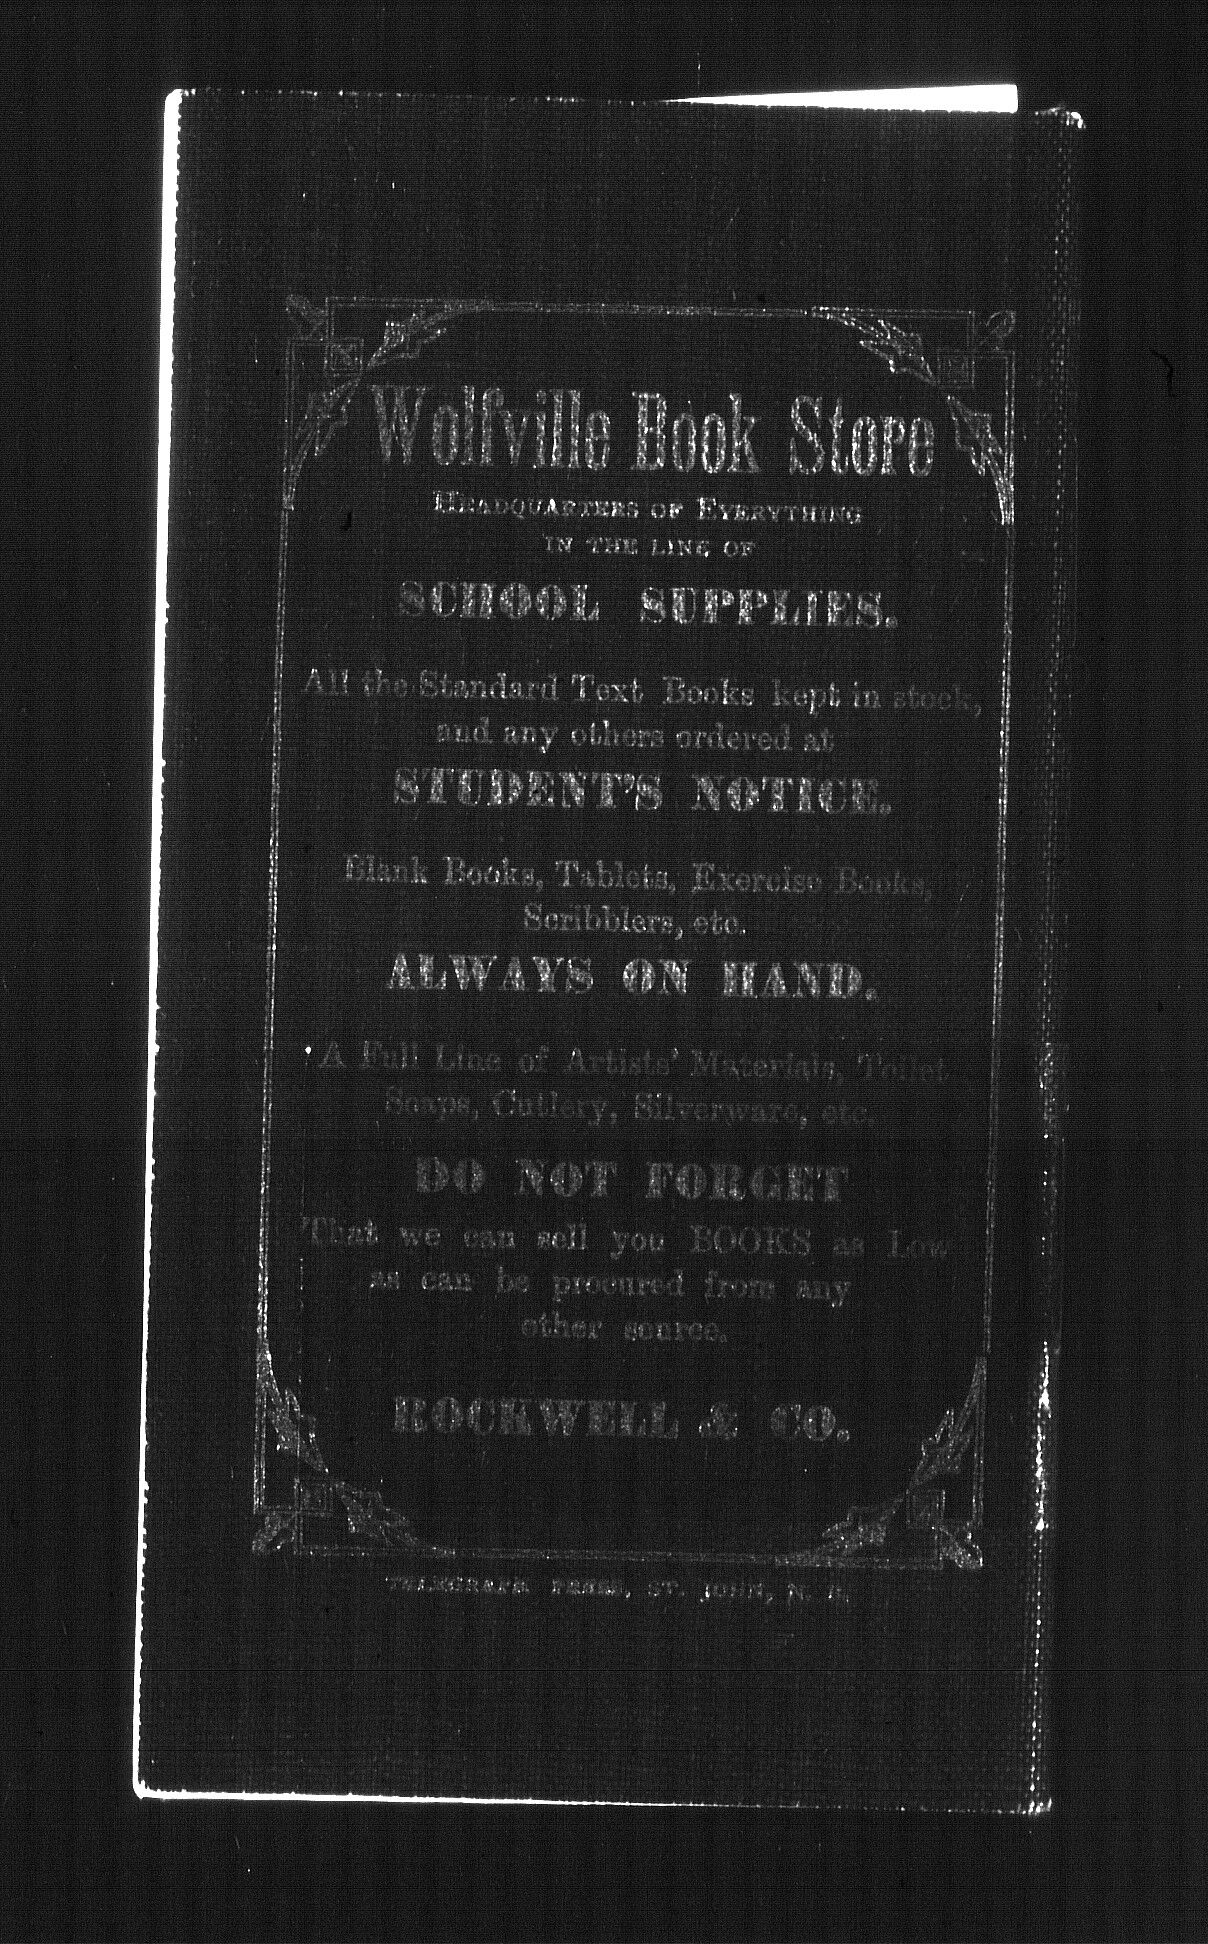 Wolfville Book Store
HEADQUARTERS OF EVERYTHING
IN THE LINE OF
SCHOOL SUPPLIES.
All the Standard Text Books kept in stock,
and any others ordered at
STUDENT'S NOTICE.
Blank Books, Tablets, Exercise Books,
Scribblers, etc.
ALWAYS ON HAND.
A Full Line of Artists' Materials, Toilet
Soaps, Cutlery, Silverware, etc.
DO NOT FORGET
That we can sell you BOOKS as Low
as can be procured from any
other source.
ROCKWELL & CO.
TELEGRAPH PRESS, ST. JOHN, N. B.